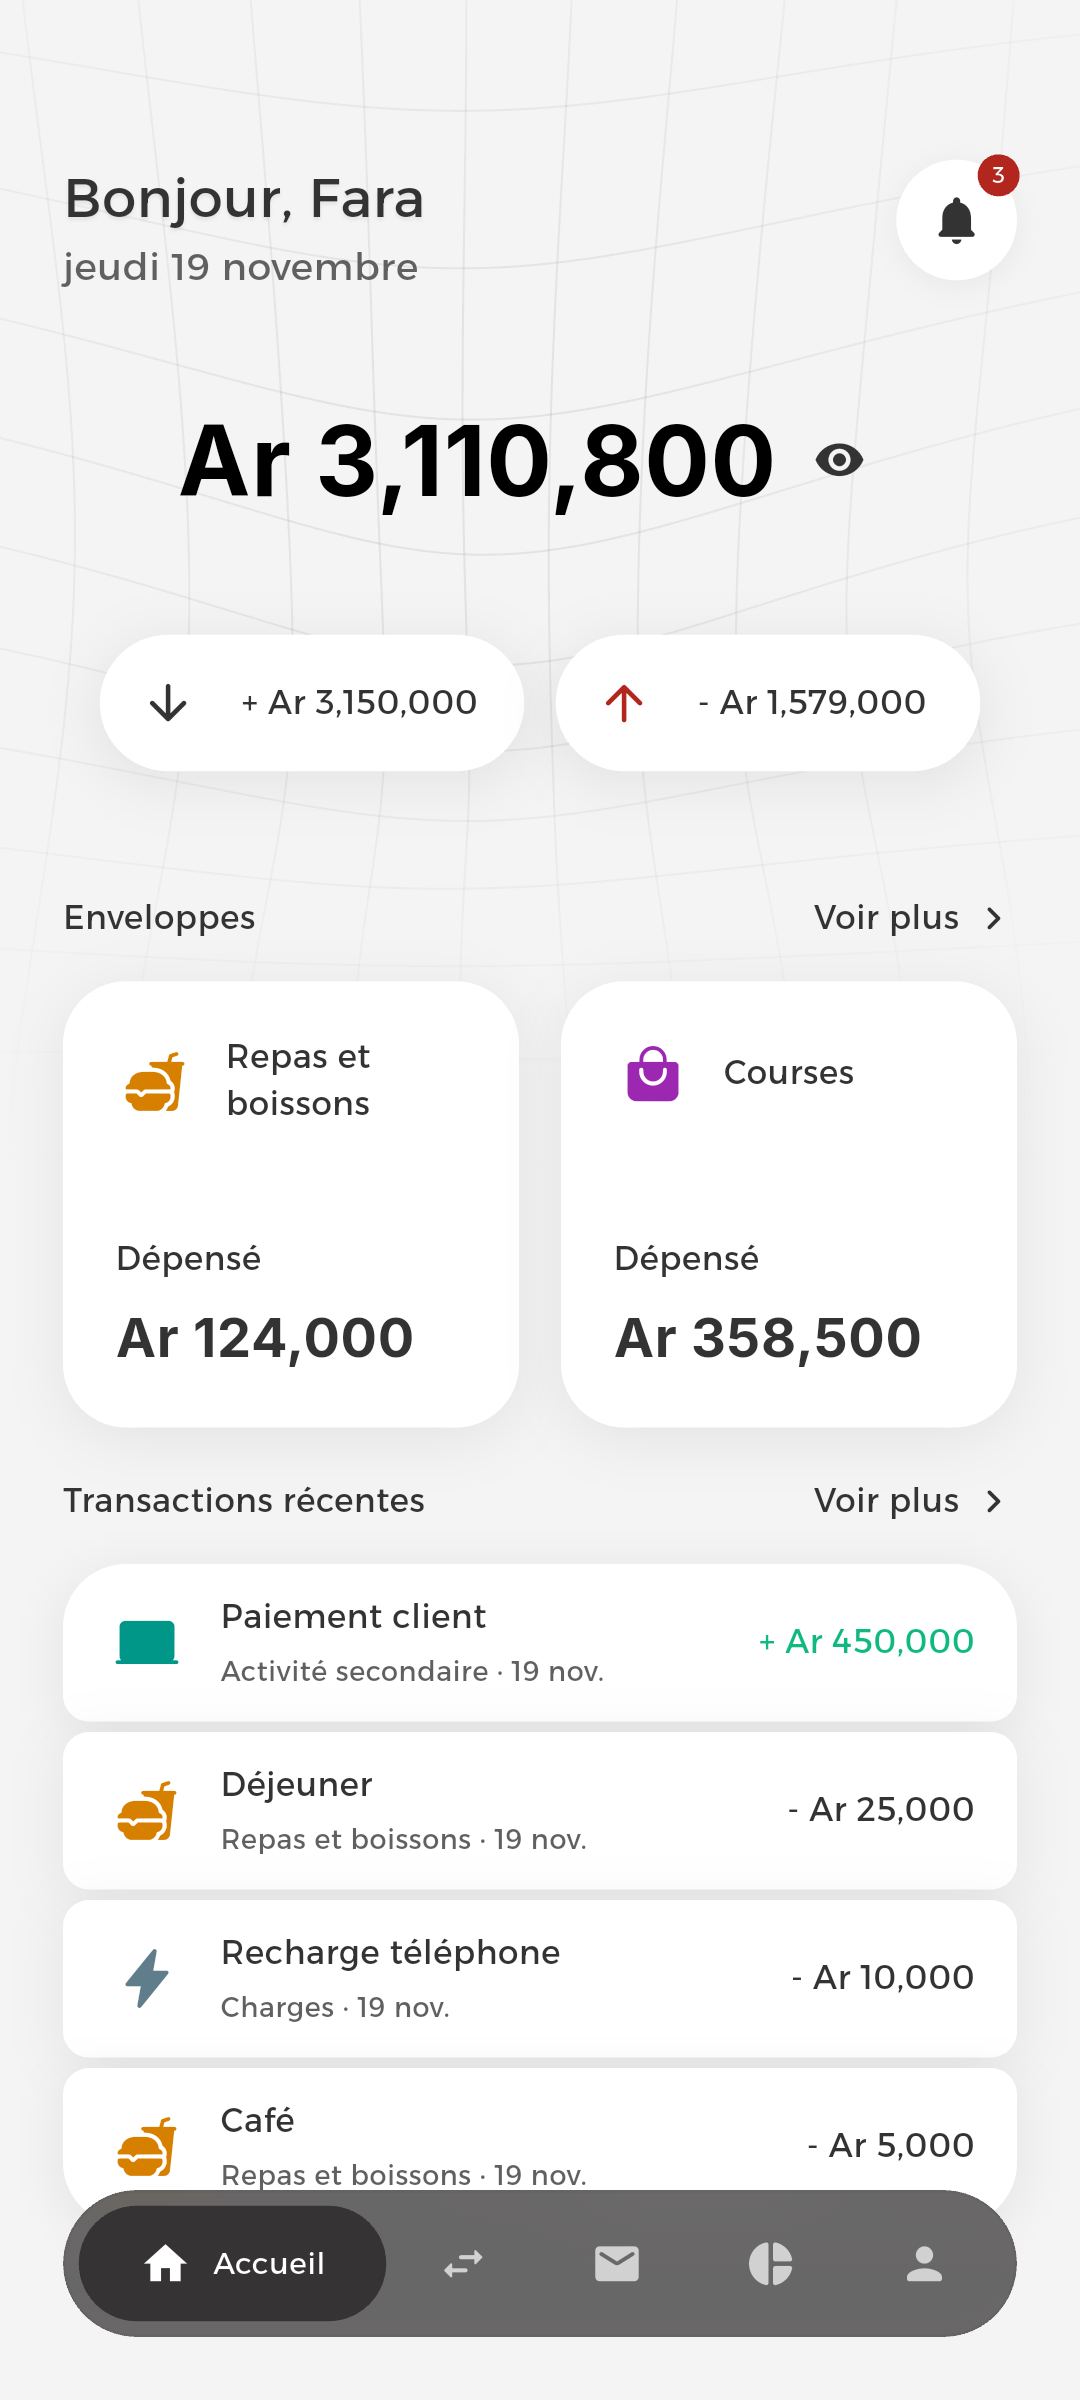 Bonjour, Fara
3
jeudi 19 novembre
Ar 3,110,800
+ Ar 3,150,000
- Ar 1,579,000
Enveloppes
Voir plus
Repas et
boissons
Courses
Dépensé
Dépensé
Ar 124,000
Ar 358,500
Transactions récentes
Voir plus
Paiement client
Activité secondaire · 19 nov.
+ Ar 450,000
Déjeuner
Repas et boissons · 19 nov.
- Ar 25,000
Recharge téléphone
Charges · 19 nov.
- Ar 10,000
Café
Repas et boissons · 19 nov.
- Ar 5,000
Accueil